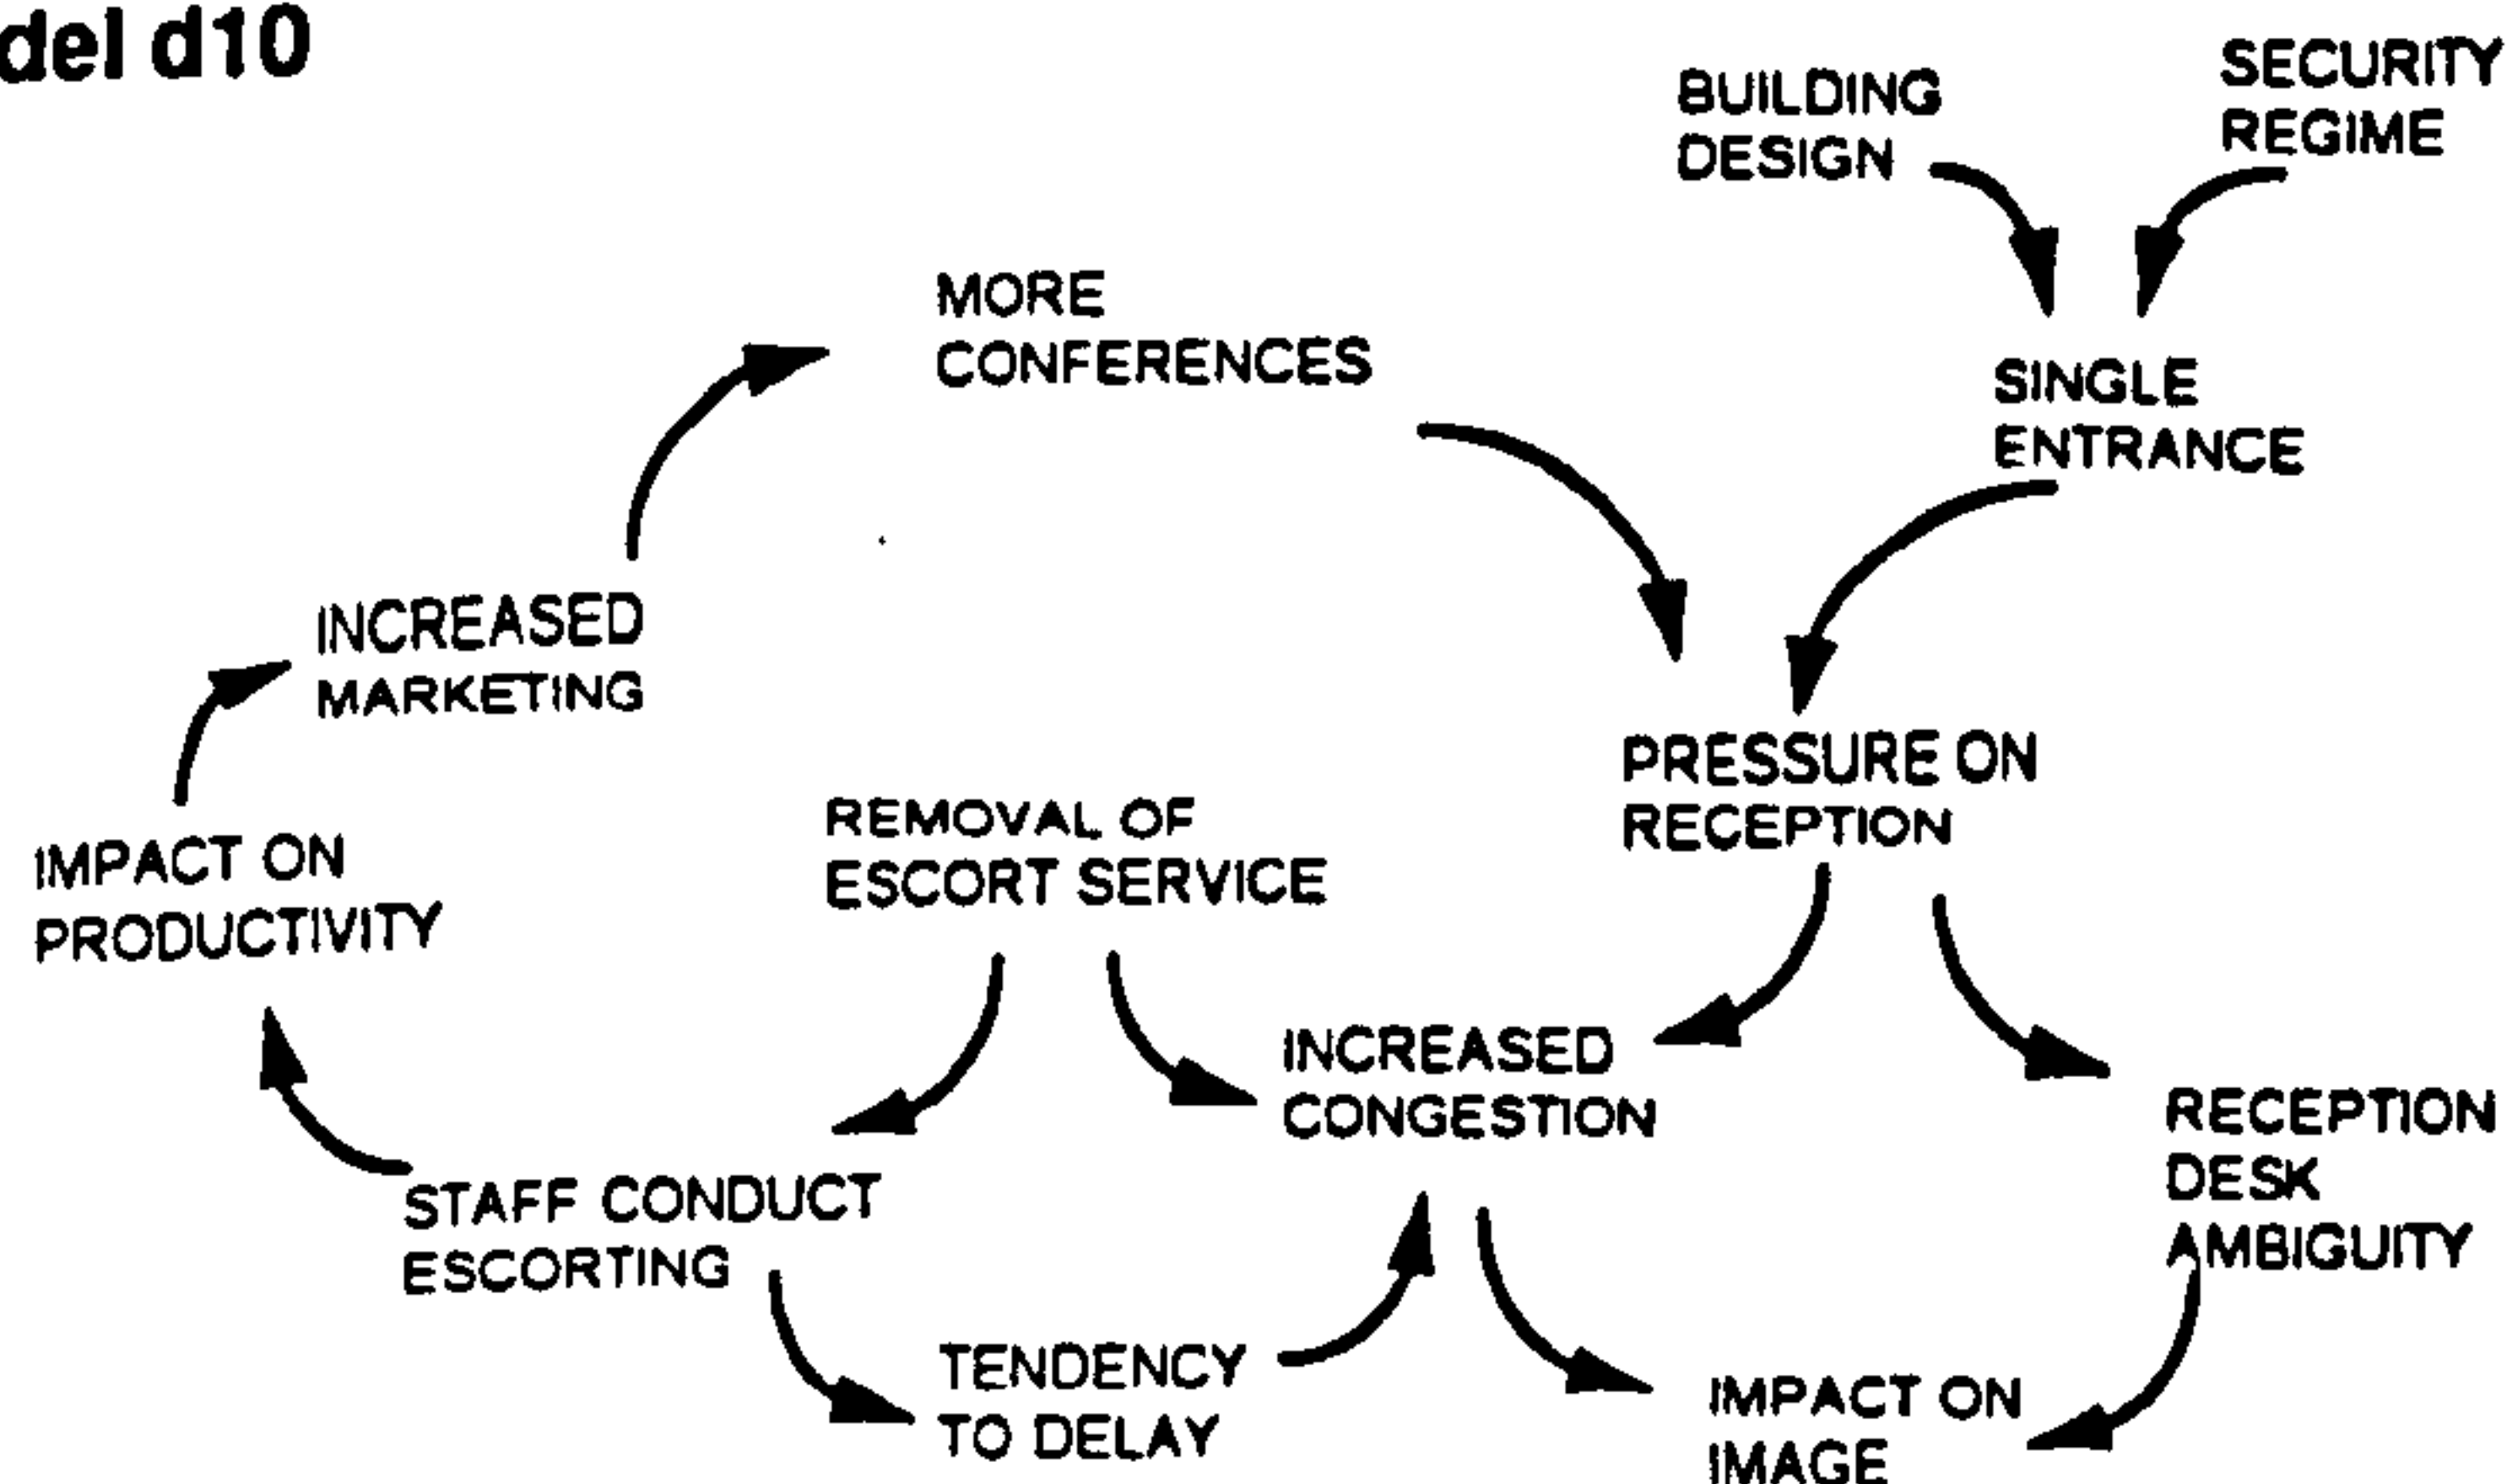 del d10
BUILDING
DESIGN
SECURITY
REGIME
MORE
CONFERENCES
SINGLE
ENTRANCE
INCREASED
MARKETING
PRESSURE ON
RECEPTION
REMOVAL OF
ESCORT SERVICE
IMPACT ON
PRODUCTIVITY
INCREASED
CONGESTION
RECEPTION
DESK
AMBIGUITY
STAFF CONDUCT
ESCORTING
TENDENCY
TO DELAY
IMPACT ON
IMAGE